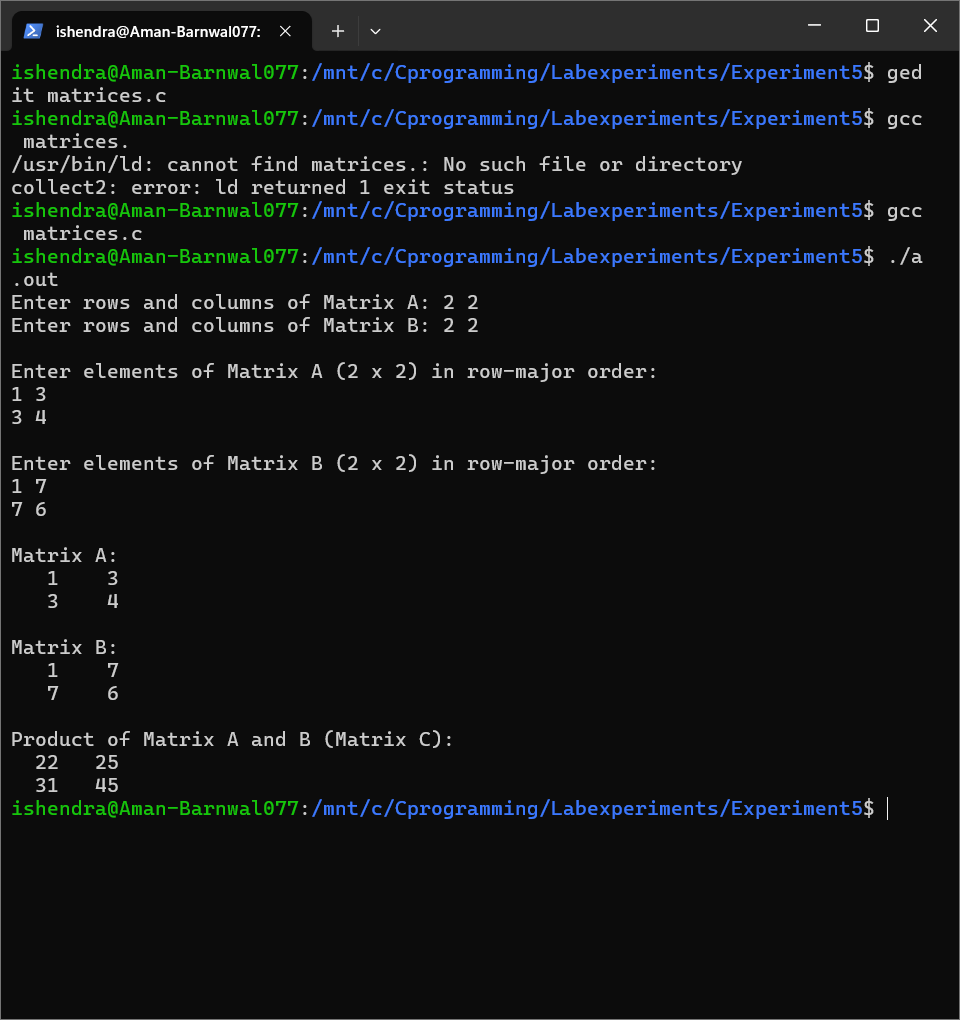 ishendra@Aman-Barnwal077:
ishendra@Aman-Barnwal077:/mnt/c/Cprogramming/Labexperiments/Experiment5$ ged
it matrices.c
ishendra@Aman-Barnwal077:/mnt/c/Cprogramming/Labexperiments/Experiment5$ gcc
 matrices.
/usr/bin/ld: cannot find matrices.: No such file or directory
collect2: error: ld returned 1 exit status
ishendra@Aman-Barnwal077:/mnt/c/Cprogramming/Labexperiments/Experiment5$ gcc
 matrices.c
ishendra@Aman-Barnwal077:/mnt/c/Cprogramming/Labexperiments/Experiment5$ ./a
.out
Enter rows and columns of Matrix A: 2 2
Enter rows and columns of Matrix B: 2 2

Enter elements of Matrix A (2 x 2) in row-major order:
1 3
3 4

Enter elements of Matrix B (2 x 2) in row-major order:
1 7
7 6

Matrix A:
   1    3
   3    4

Matrix B:
   1    7
   7    6

Product of Matrix A and B (Matrix C):
  22   25
  31   45
ishendra@Aman-Barnwal077:/mnt/c/Cprogramming/Labexperiments/Experiment5$